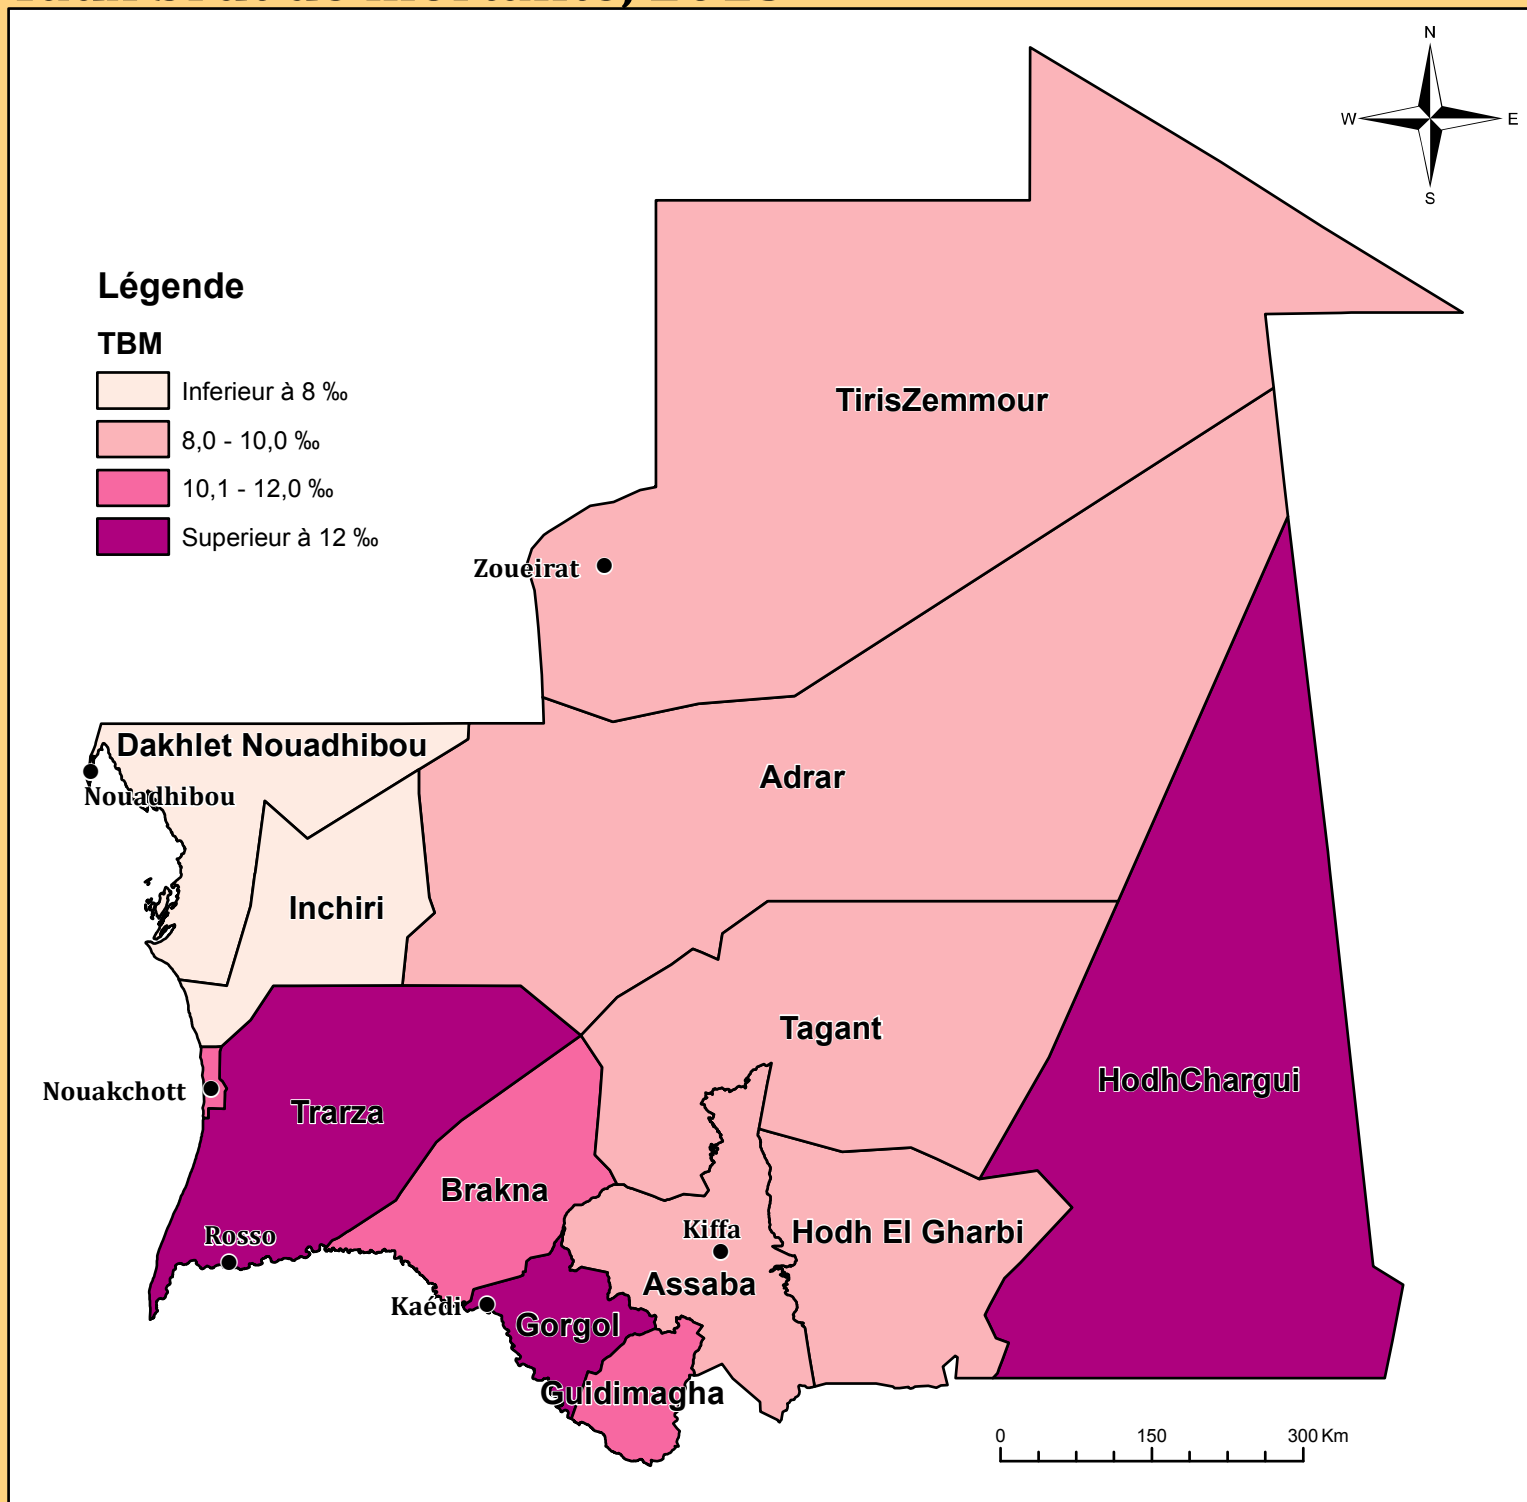 N
W
E
S
Légende
TBM
Inferieur à 8 ‰
8,0 - 10,0 ‰
10,1 - 12,0 ‰
Superieur à 12 ‰
TirisZemmour
Zoueirat
Dakhlet Nouadhibou
Nouadhibou
Adrar
Inchiri
Tagant
Nouakchott
Trarza
HodhChargui
Brakna
Rosso
Kiffa
Hodh El Gharbi
Assaba
Kaédi
Gorgol
Guidimagha
0 150 300 Km